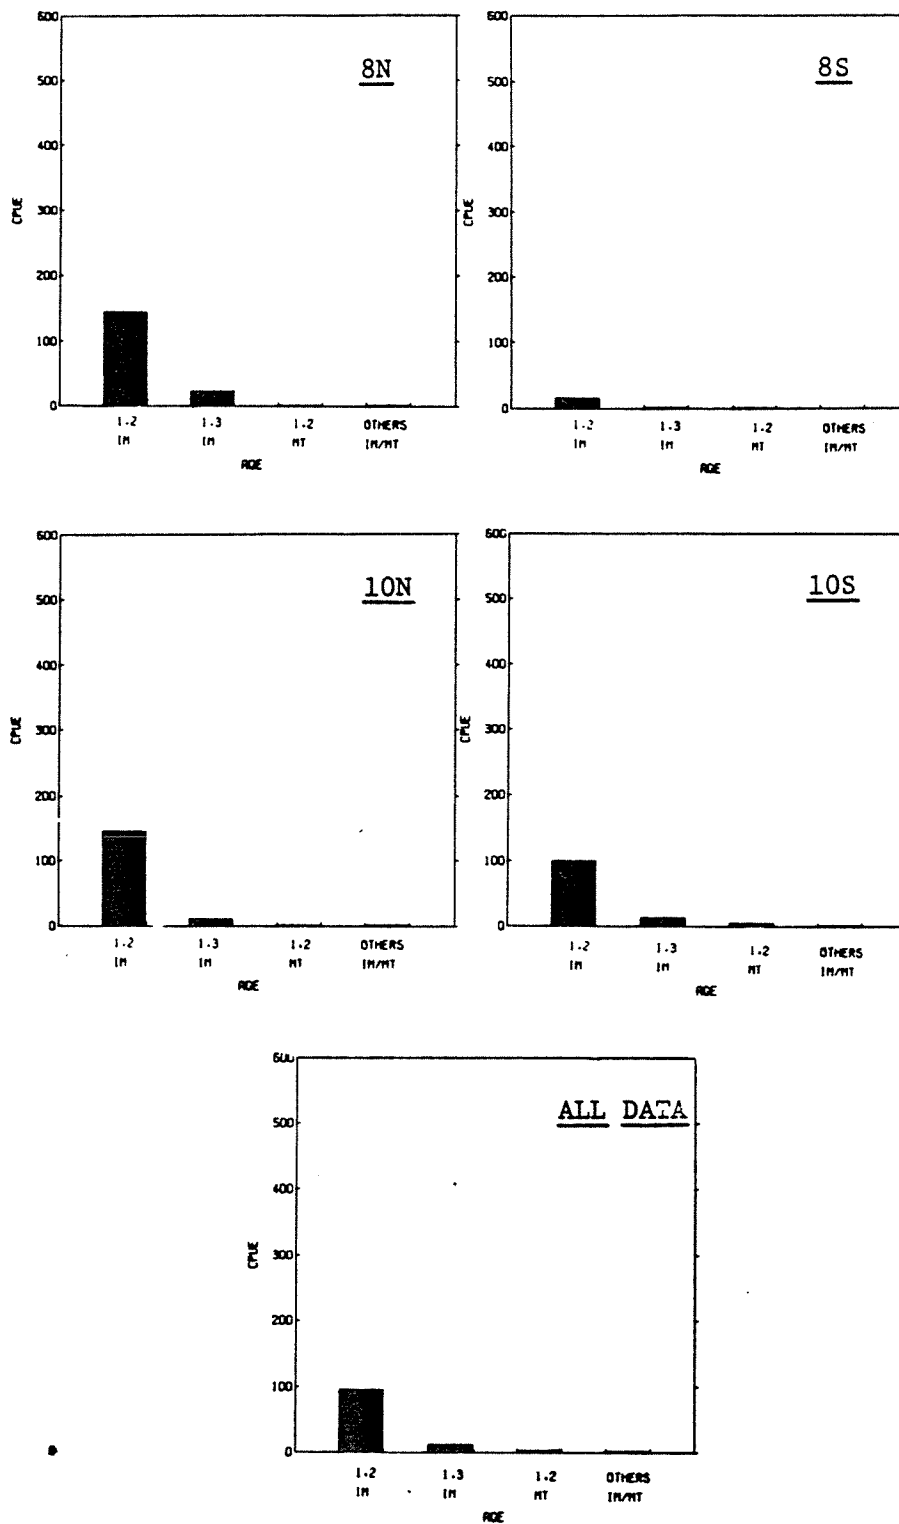 8N
600
500
400
300
200
100
0
CPUE
1.2 1.3 1.2 OTHERS
IM IM MT IM/MT
AGE
8S
600
500
400
300
200
100
0
CPUE
1.2 1.3 1.2 OTHERS
IM IM MT IM/MT
AGE
10N
600
500
400
300
200
100
0
CPUE
1.2 1.3 1.2 OTHERS
IM IM MT IM/MT
AGE
10S
600
500
400
300
200
100
0
CPUE
1.2 1.3 1.2 OTHERS
IM IM MT IM/MT
AGE
ALL DATA
600
500
400
300
200
100
0
CPUE
1.2 1.3 1.2 OTHERS
IM IM MT IM/MT
AGE